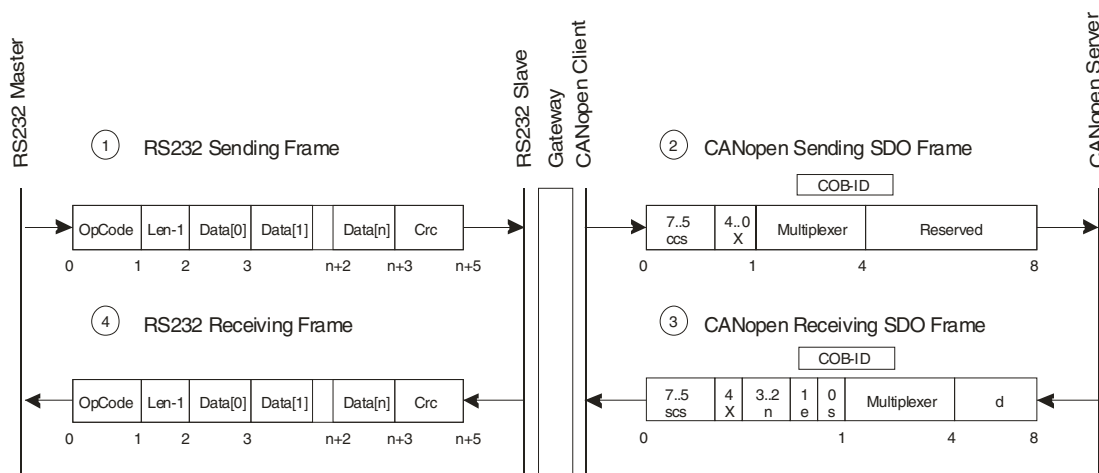 RS232 Master
RS232 Slave
Gateway
CANopen Client
CANopen Server
1 RS232 Sending Frame
2 CANopen Sending SDO Frame
COB-ID
OpCode Len-1 Data[0] Data[1] Data[n] Crc
0 1 2 3 n+2 n+3 n+5
7..5 4..0
ccs X Multiplexer Reserved
0 1 4 8
4 RS232 Receiving Frame
3 CANopen Receiving SDO Frame
COB-ID
OpCode Len-1 Data[0] Data[1] Data[n] Crc
0 1 2 3 n+2 n+3 n+5
7..5 4 3..2 1 0
scs X n e s Multiplexer d
0 1 4 8